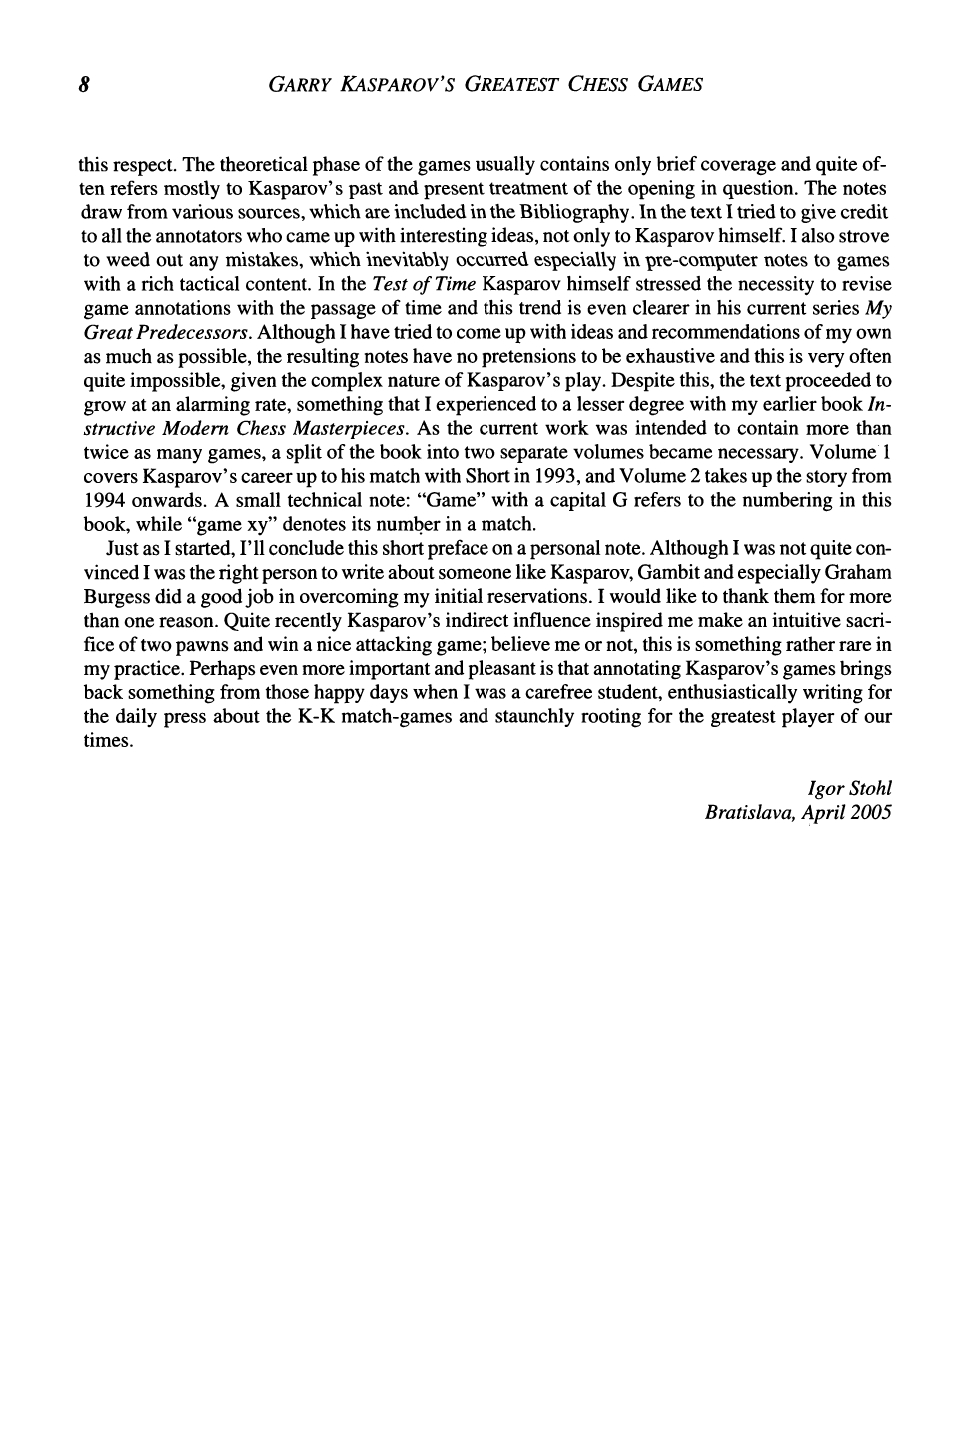 8 GARRY KASPAROV'S GREATEST CHESS GAMES
this respect. The theoretical phase of the games usually contains only brief coverage and quite of-
ten refers mostly to Kasparov's past and present treatment of the opening in question. The notes
draw from various sources, which are included in the Bibliography. In the text I tried to give credit
to all the annotators who came up with interesting ideas, not only to Kasparov himself. I also strove
to weed out any mistakes, which inevitably occurred especially in pre-computer notes to games
with a rich tactical content. In the Test of Time Kasparov himself stressed the necessity to revise
game annotations with the passage of time and this trend is even clearer in his current series My
Great Predecessors. Although I have tried to come up with ideas and recommendations of my own
as much as possible, the resulting notes have no pretensions to be exhaustive and this is very often
quite impossible, given the complex nature of Kasparov's play. Despite this, the text proceeded to
grow at an alarming rate, something that I experienced to a lesser degree with my earlier book In-
structive Modern Chess Masterpieces. As the current work was intended to contain more than
twice as many games, a split of the book into two separate volumes became necessary. Volume 1
covers Kasparov's career up to his match with Short in 1993, and Volume 2 takes up the story from
1994 onwards. A small technical note: “Game” with a capital G refers to the numbering in this
book, while “game xy” denotes its number in a match.
Just as I started, I'll conclude this short preface on a personal note. Although I was not quite con-
vinced I was the right person to write about someone like Kasparov, Gambit and especially Graham
Burgess did a good job in overcoming my initial reservations. I would like to thank them for more
than one reason. Quite recently Kasparov's indirect influence inspired me make an intuitive sacri-
fice of two pawns and win a nice attacking game; believe me or not, this is something rather rare in
my practice. Perhaps even more important and pleasant is that annotating Kasparov's games brings
back something from those happy days when I was a carefree student, enthusiastically writing for
the daily press about the K-K match-games and staunchly rooting for the greatest player of our
times.
Igor Stohl
Bratislava, April 2005